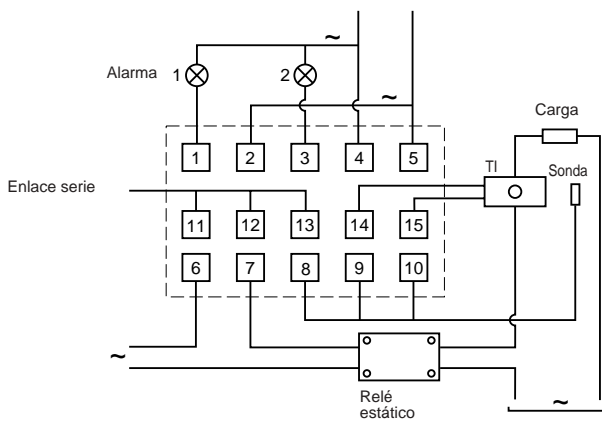 ~
Alarma 1 2
~
Carga
1 2 3 4 5
TI Sonda
Enlace serie
11 12 13 14 15
6 7 8 9 10
~
Relé
estático
~